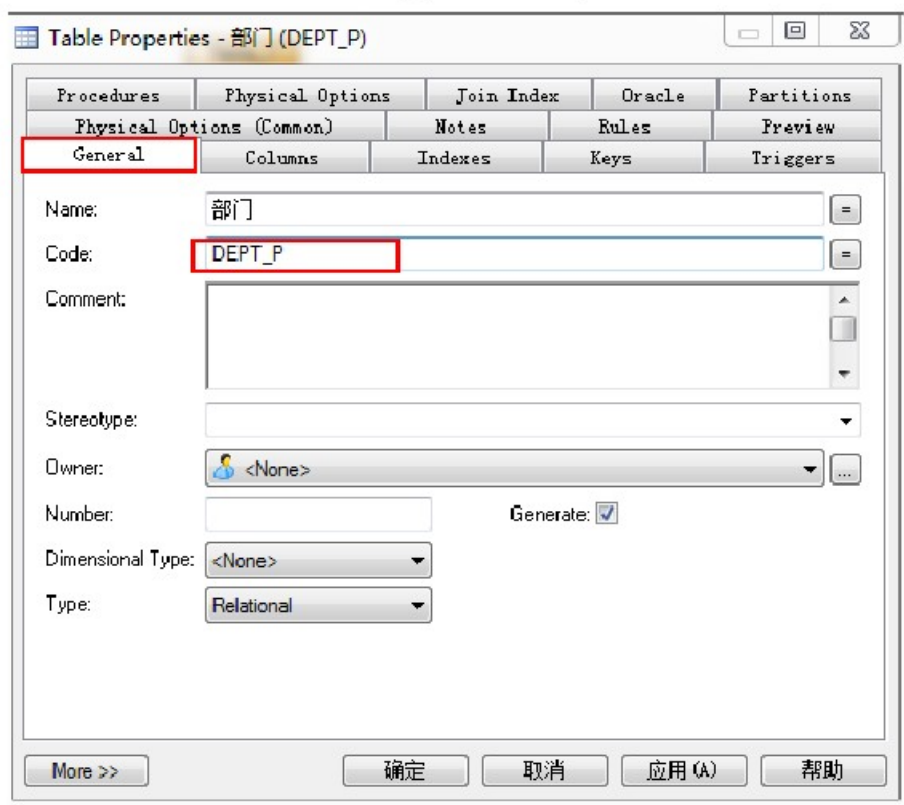 Table Properties - 部门 (DEPT_P)
Procedures Physical Options Join Index Oracle Partitions
Physical Options (Common) Notes Rules Preview
General Columns Indexes Keys Triggers
Name: 部门 =
Code: DEPT_P =
Comment:
Stereotype:
Owner: <None> ...
Number: Generate:
Dimensional Type: <None>
Type: Relational
More >> 确定 取消 应用(A) 帮助